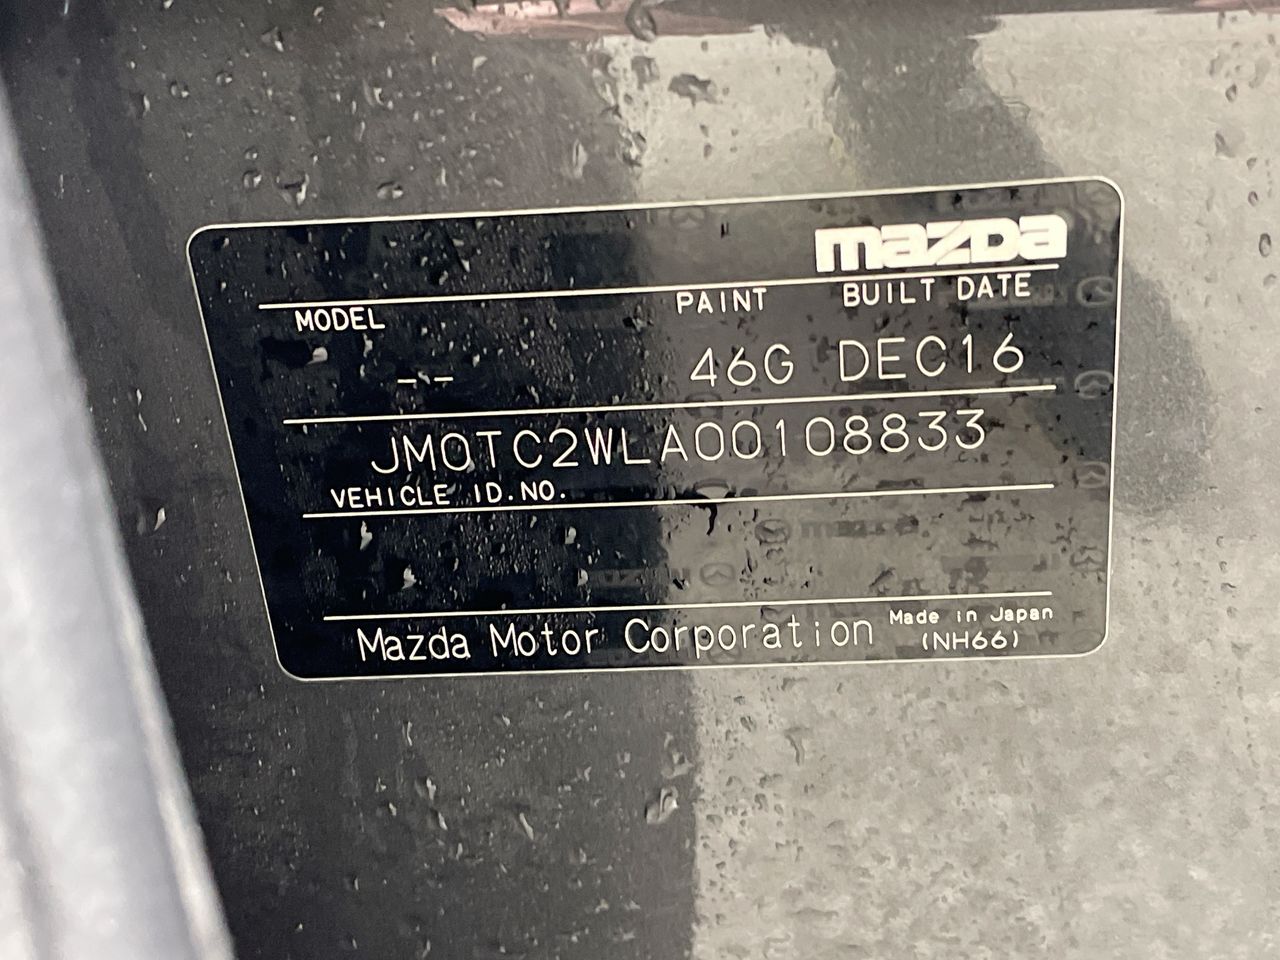 mazda
MODEL PAINT BUILT DATE
-- 46G DEC16
JM0TC2WLA00108833
VEHICLE ID.NO.
Mazda Motor Corporation Made in Japan
(NH66)